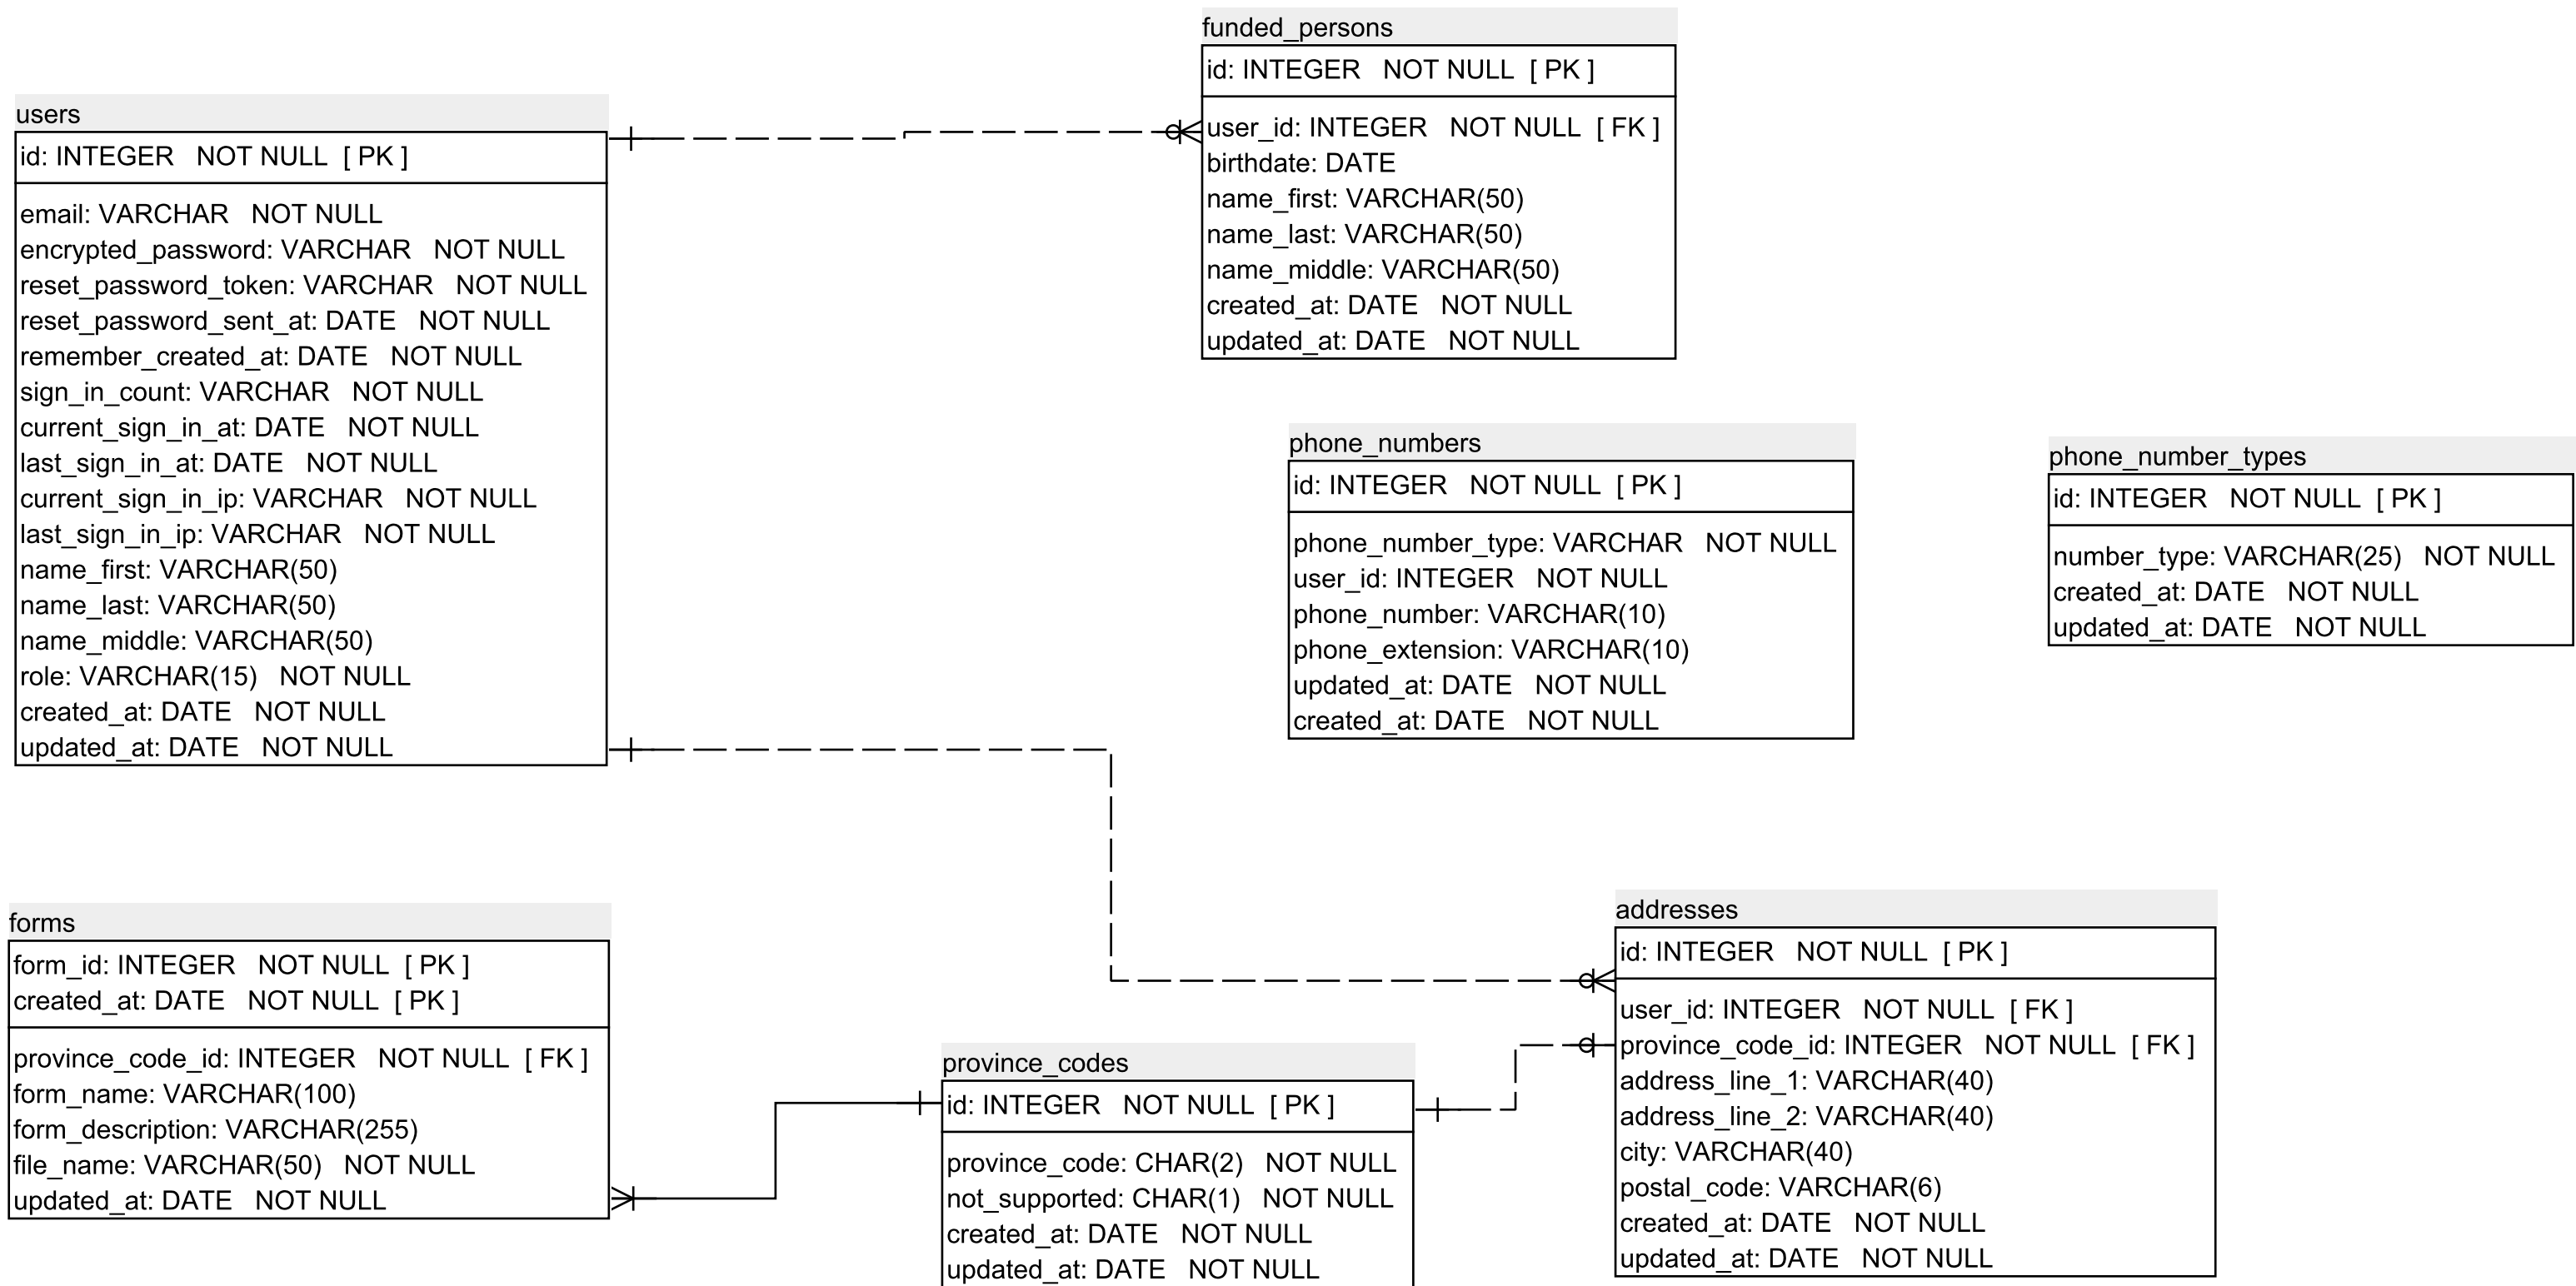 funded_persons
id: INTEGER NOT NULL [ PK ]
user_id: INTEGER NOT NULL [ FK ]
birthdate: DATE
name_first: VARCHAR(50)
name_last: VARCHAR(50)
name_middle: VARCHAR(50)
created_at: DATE NOT NULL
updated_at: DATE NOT NULL
users
id: INTEGER NOT NULL [ PK ]
email: VARCHAR NOT NULL
encrypted_password: VARCHAR NOT NULL
reset_password_token: VARCHAR NOT NULL
reset_password_sent_at: DATE NOT NULL
remember_created_at: DATE NOT NULL
sign_in_count: VARCHAR NOT NULL
current_sign_in_at: DATE NOT NULL
last_sign_in_at: DATE NOT NULL
current_sign_in_ip: VARCHAR NOT NULL
last_sign_in_ip: VARCHAR NOT NULL
name_first: VARCHAR(50)
name_last: VARCHAR(50)
name_middle: VARCHAR(50)
role: VARCHAR(15) NOT NULL
created_at: DATE NOT NULL
updated_at: DATE NOT NULL
phone_numbers
id: INTEGER NOT NULL [ PK ]
phone_number_type: VARCHAR NOT NULL
user_id: INTEGER NOT NULL
phone_number: VARCHAR(10)
phone_extension: VARCHAR(10)
updated_at: DATE NOT NULL
created_at: DATE NOT NULL
phone_number_types
id: INTEGER NOT NULL [ PK ]
number_type: VARCHAR(25) NOT NULL
created_at: DATE NOT NULL
updated_at: DATE NOT NULL
forms
form_id: INTEGER NOT NULL [ PK ]
created_at: DATE NOT NULL [ PK ]
province_code_id: INTEGER NOT NULL [ FK ]
form_name: VARCHAR(100)
form_description: VARCHAR(255)
file_name: VARCHAR(50) NOT NULL
updated_at: DATE NOT NULL
province_codes
id: INTEGER NOT NULL [ PK ]
province_code: CHAR(2) NOT NULL
not_supported: CHAR(1) NOT NULL
created_at: DATE NOT NULL
updated_at: DATE NOT NULL
addresses
id: INTEGER NOT NULL [ PK ]
user_id: INTEGER NOT NULL [ FK ]
province_code_id: INTEGER NOT NULL [ FK ]
address_line_1: VARCHAR(40)
address_line_2: VARCHAR(40)
city: VARCHAR(40)
postal_code: VARCHAR(6)
created_at: DATE NOT NULL
updated_at: DATE NOT NULL